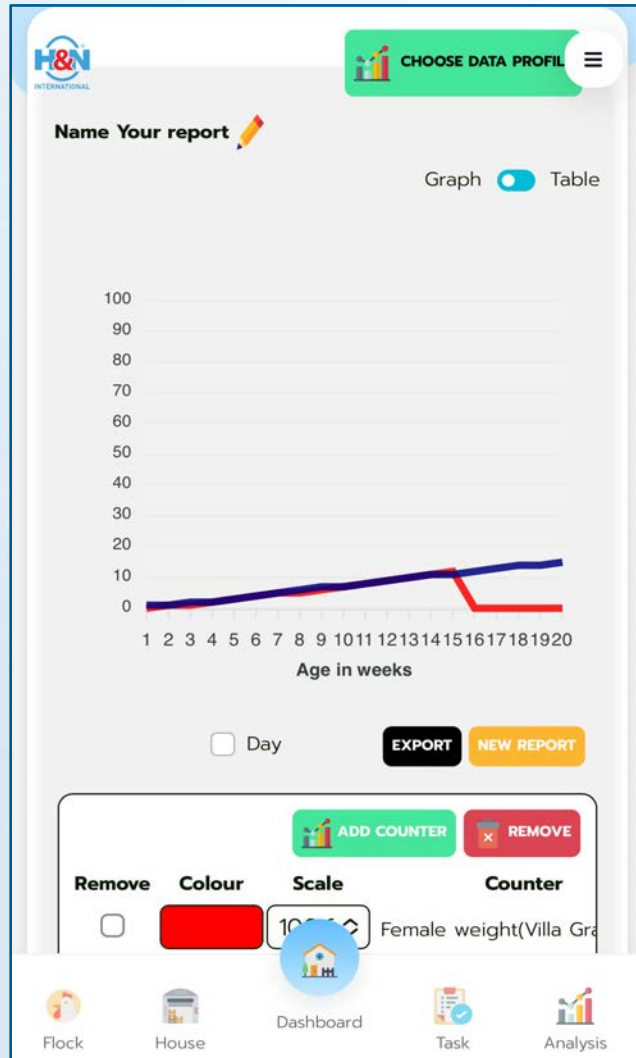 H&N
INTERNATIONAL
CHOOSE DATA
Name Your report
Graph Table
100
90
80
70
60
50
40
30
20
10
0
1 2 3 4 5 6 7 8 9 10 11 12 13 14 15 16 17 18 19 20
Age in weeks
Day EXPORT NEW REPORT
ADD COUNTER REMOVE
Remove Colour Scale Counter
Female weight(Villa
Flock House Dashboard Task Analysis